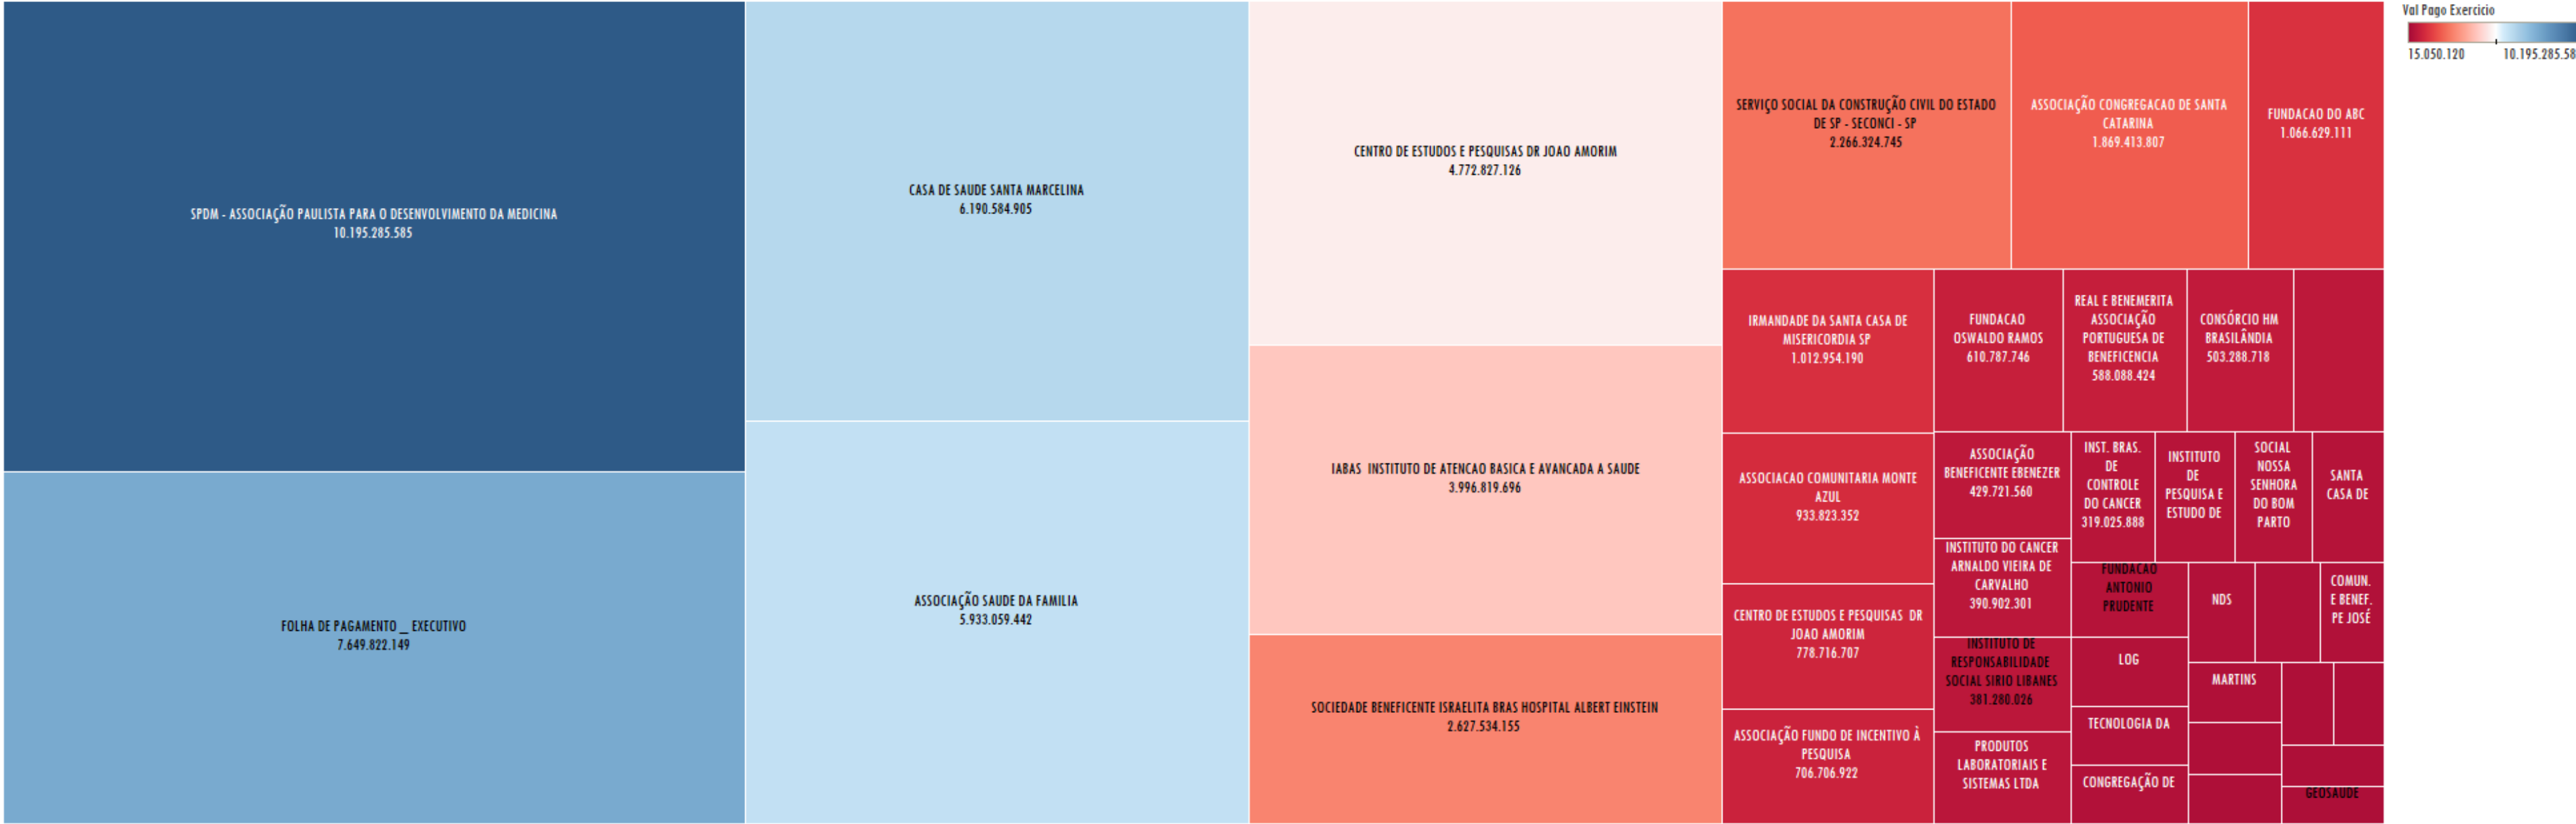 SPDM - ASSOCIAÇÃO PAULISTA PARA O DESENVOLVIMENTO DA MEDICINA
10.195.285.585
FOLHA DE PAGAMENTO _ EXECUTIVO
7.649.822.149
CASA DE SAUDE SANTA MARCELINA
6.190.584.905
ASSOCIAÇÃO SAUDE DA FAMILIA
5.933.059.442
CENTRO DE ESTUDOS E PESQUISAS DR JOAO AMORIM
4.772.827.126
IABAS  INSTITUTO DE ATENCAO BASICA E AVANCADA A SAUDE
3.996.819.696
SOCIEDADE BENEFICENTE ISRAELITA BRAS HOSPITAL ALBERT EINSTEIN
2.627.534.155
SERVIÇO SOCIAL DA CONSTRUÇÃO CIVIL DO ESTADO
DE SP - SECONCI - SP
2.266.324.745
ASSOCIAÇÃO CONGREGACAO DE SANTA
CATARINA
1.869.413.807
FUNDACAO DO ABC
1.066.629.111
IRMANDADE DA SANTA CASA DE
MISERICORDIA SP
1.012.954.190
ASSOCIACAO COMUNITARIA MONTE
AZUL
933.823.352
CENTRO DE ESTUDOS E PESQUISAS  DR
JOAO AMORIM
778.716.707
ASSOCIAÇÃO FUNDO DE INCENTIVO À
PESQUISA
706.706.922
FUNDACAO
OSWALDO RAMOS
610.787.746
REAL E BENEMERITA
ASSOCIAÇÃO
PORTUGUESA DE
BENEFICENCIA
588.088.424
CONSÓRCIO HM
BRASILÂNDIA
503.288.718
ASSOCIAÇÃO
BENEFICENTE EBENEZER
429.721.560
INSTITUTO DO CANCER
ARNALDO VIEIRA DE
CARVALHO
390.902.301
INSTITUTO DE
RESPONSABILIDADE
SOCIAL SIRIO LIBANES
381.280.026
PRODUTOS
LABORATORIAIS E
SISTEMAS LTDA
INST. BRAS.
DE
CONTROLE
DO CANCER
319.025.888
INSTITUTO
DE
PESQUISA E
ESTUDO DE
SOCIAL
NOSSA
SENHORA
DO BOM
PARTO
SANTA
CASA DE
FUNDACAO
ANTONIO
PRUDENTE
LOG
TECNOLOGIA DA
CONGREGAÇÃO DE
NDS
COMUN.
E BENEF.
PE JOSÉ
MARTINS
GEOSAUDE
Val Pago Exercicio
15.050.120
10.195.285.58